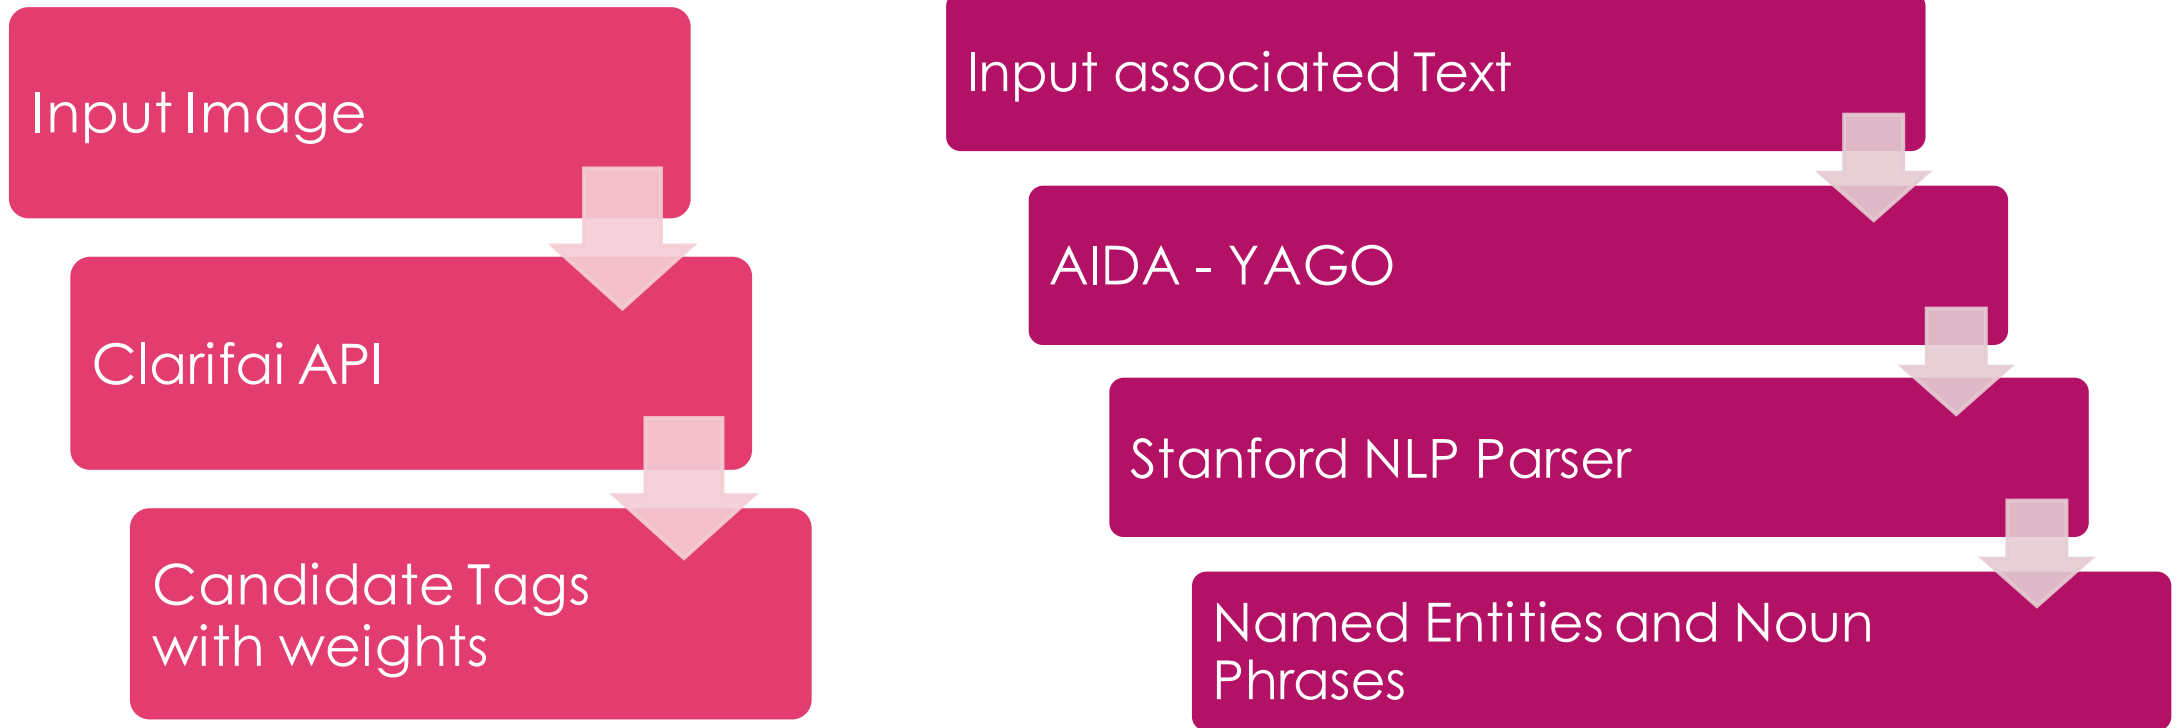 Input Image
Clarifai API
Candidate Tags
with weights
Input associated Text
AIDA - YAGO
Stanford NLP Parser
Named Entities and Noun
Phrases